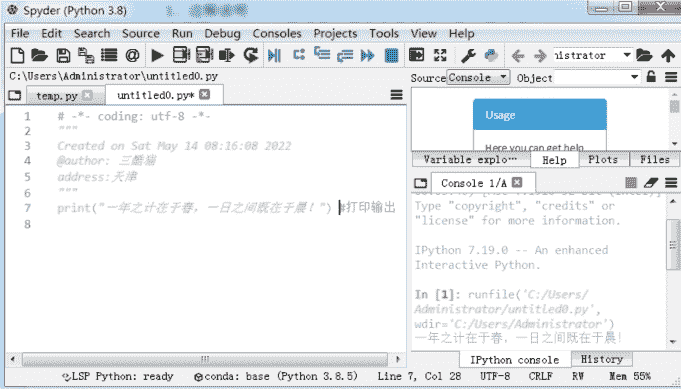 Spyder (Python 3.8)
File Edit Search Source Run Debug Consoles Projects Tools View Help
C:\Users\Administrator\untitled0.py
temp.py
untitled0.py*
1 # -*- coding: utf-8 -*-
2 """
3 Created on Sat May 14 08:16:08 2022
4 @author: 三酷猫
5 address:天津
6 """
7 print("一年之计在于春，一日之间既在于晨！") #打印输出
8
Source Console Object
Usage
Here you can get help
Variable explo… Help Plots Files
Console 1/A
Type "copyright", "credits" or
"license" for more information.
IPython 7.19.0 -- An enhanced
Interactive Python.
In [1]: runfile('C:/Users/
Administrator/untitled0.py',
wdir='C:/Users/Administrator')
一年之计在于春，一日之间既在于晨！
IPython console History
LSP Python: ready conda: base (Python 3.8.5) Line 7, Col 28 UTF-8 CRLF RW Mem 55%